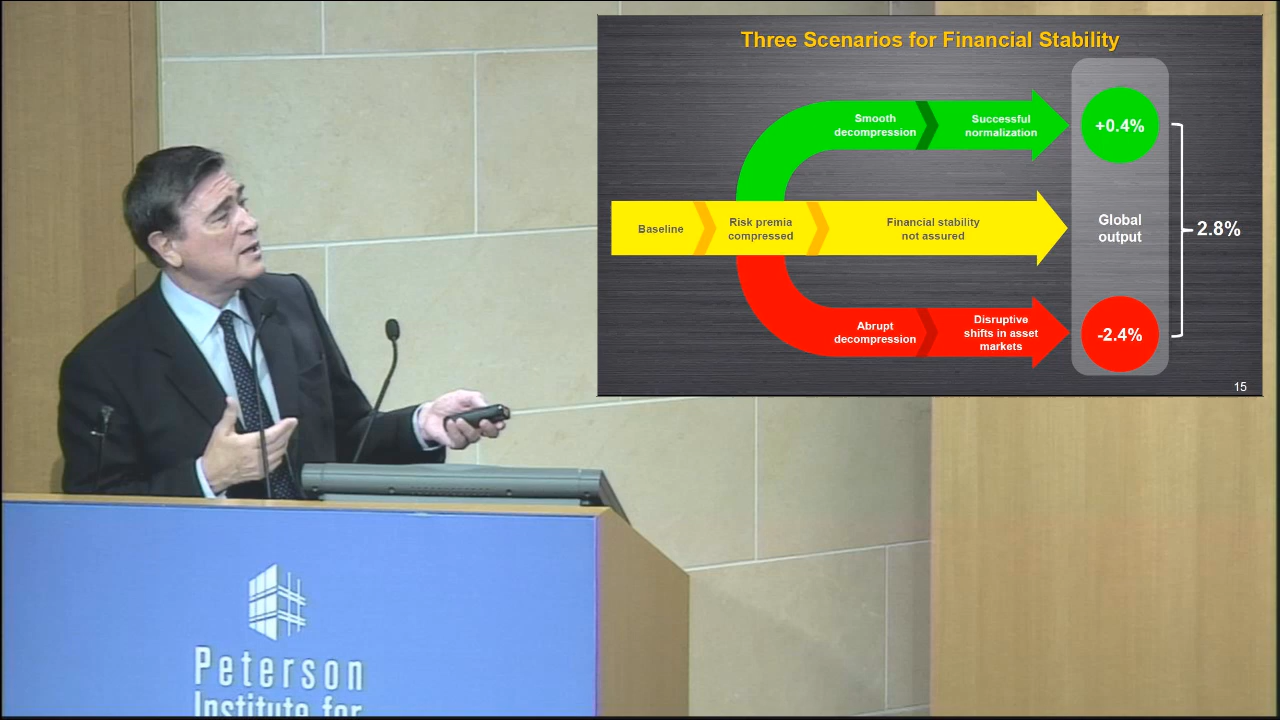 Three Scenarios for Financial Stability
Smooth
decompression
Successful
normalization
+0.4%
Baseline
Risk premia
compressed
Financial stability
not assured
Global
output
2.8%
Abrupt
decompression
Disruptive
shifts in asset
markets
-2.4%
15
Peterson
Institute for